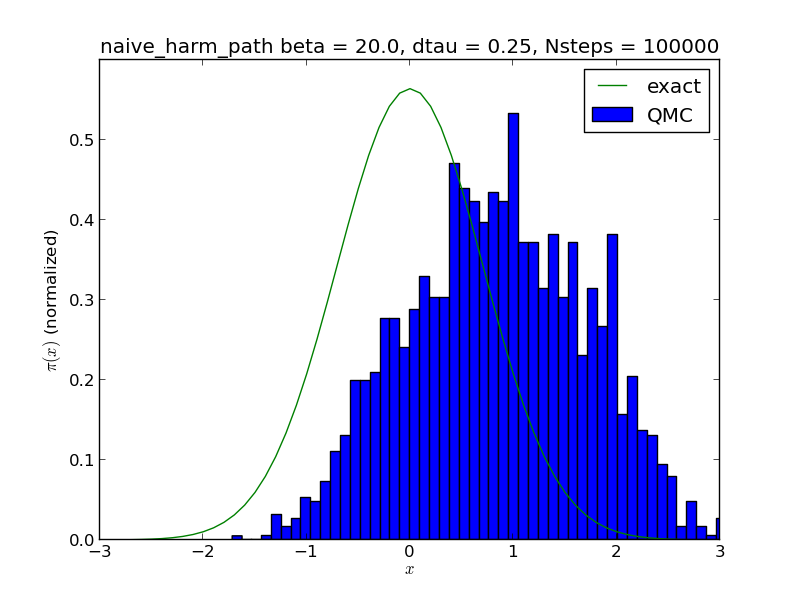 naive_harm_path beta = 20.0, dtau = 0.25, Nsteps = 100000
exact
QMC
π(x) (normalized)
0.5
0.4
0.3
0.2
0.1
0.0
−3 −2 −1 0 1 2 3
x